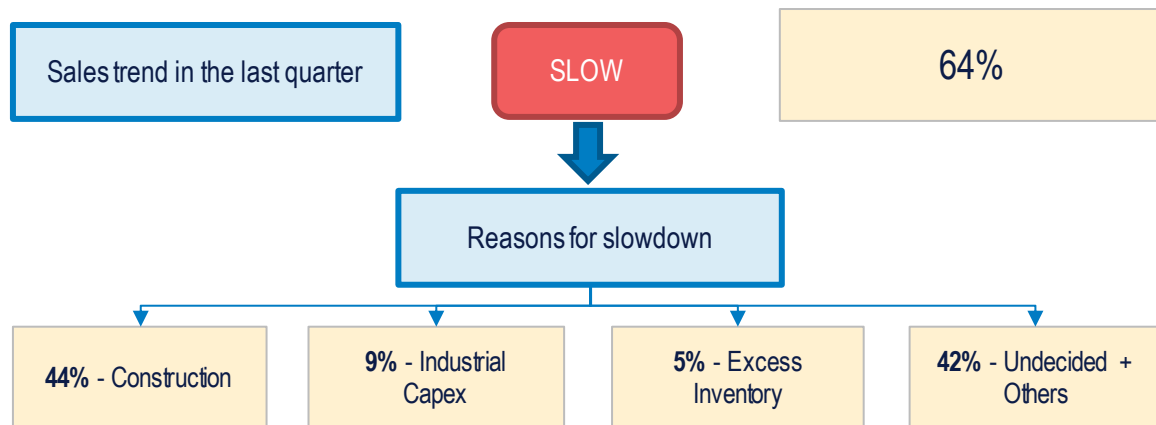 Sales trend in the last quarter
SLOW
64%
Reasons for slowdown
44% - Construction
9% - Industrial
Capex
5% - Excess
Inventory
42% - Undecided +
Others